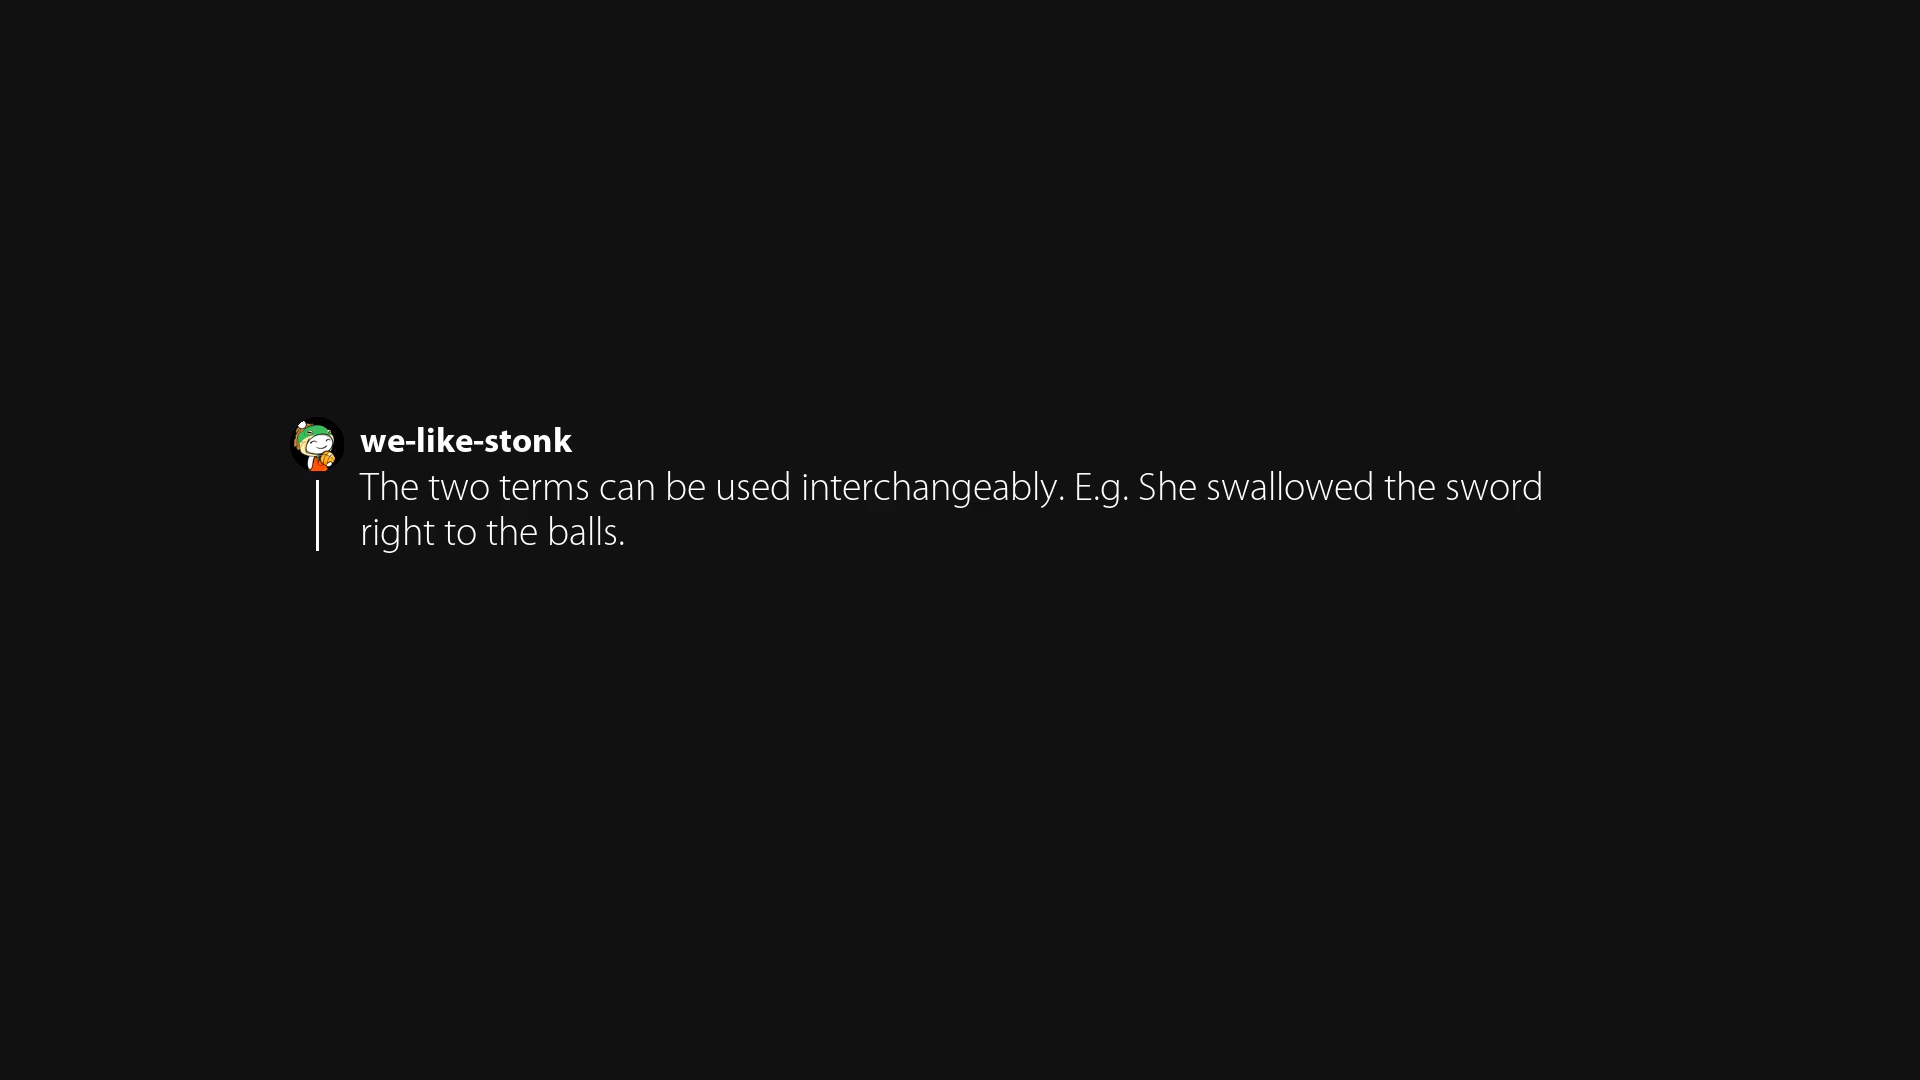 we-like-stonk
The two terms can be used interchangeably. E.g. She swallowed the sword
right to the balls.